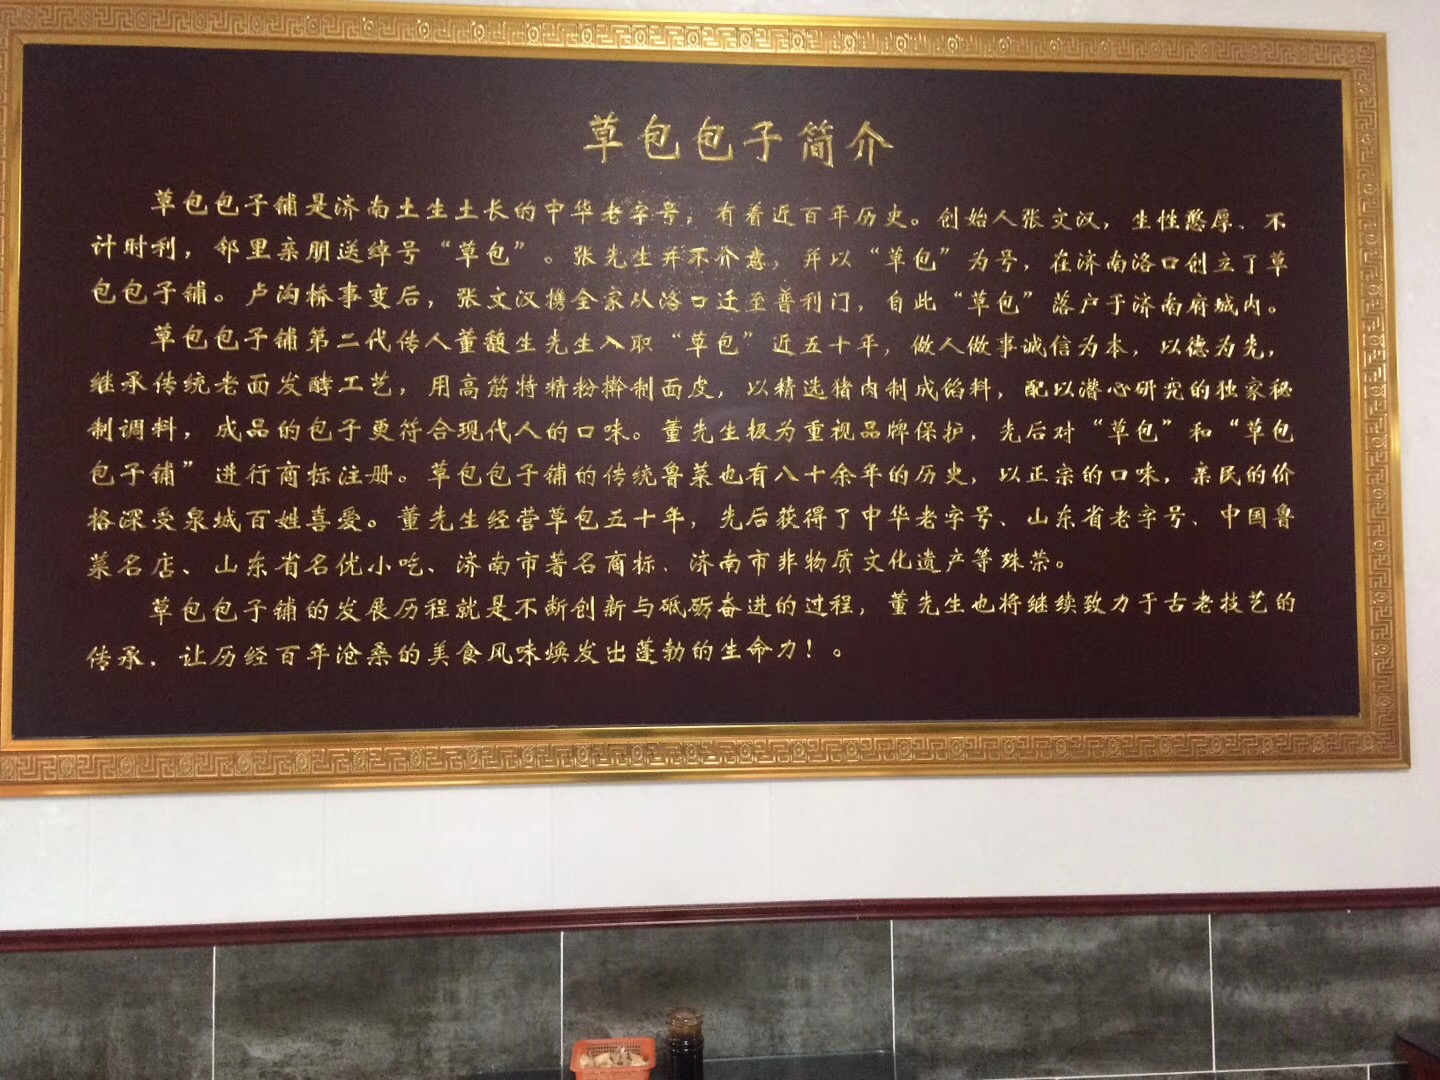 草包包子简介
草包包子铺是济南土生土长的中华老字号，有着近百年历史。创始人张文汉，生性憨厚、不
计时利，邻里亲朋送绰号“草包”。张先生并不介意，并以“草包”为号，在济南洛口创立了草
包包子铺。卢沟桥事变后，张文汉携全家从洛口迁至普利门，自此“草包”落户于济南府城内。
草包包子铺第二代传人董馥生先生入职“草包”近五十年，做人做事诚信为本，以德为先，
继承传统老面发酵工艺，用高筋特精粉擀制面皮，以精选猪肉制成馅料，配以潜心研究的独家秘
制调料，成品的包子更符合现代人的口味。董先生极为重视品牌保护，先后对“草包”和“草包
包子铺”进行商标注册。草包包子铺的传统鲁菜也有八十余年的历史，以正宗的口味，亲民的价
格深受泉城百姓喜爱。董先生经营草包五十年，先后获得了中华老字号、山东省老字号、中国鲁
菜名店、山东省名优小吃、济南市著名商标、济南市非物质文化遗产等殊荣。
草包包子铺的发展历程就是不断创新与砥砺奋进的过程，董先生也将继续致力于古老技艺的
传承，让历经百年沧桑的美食风味焕发出蓬勃的生命力！。